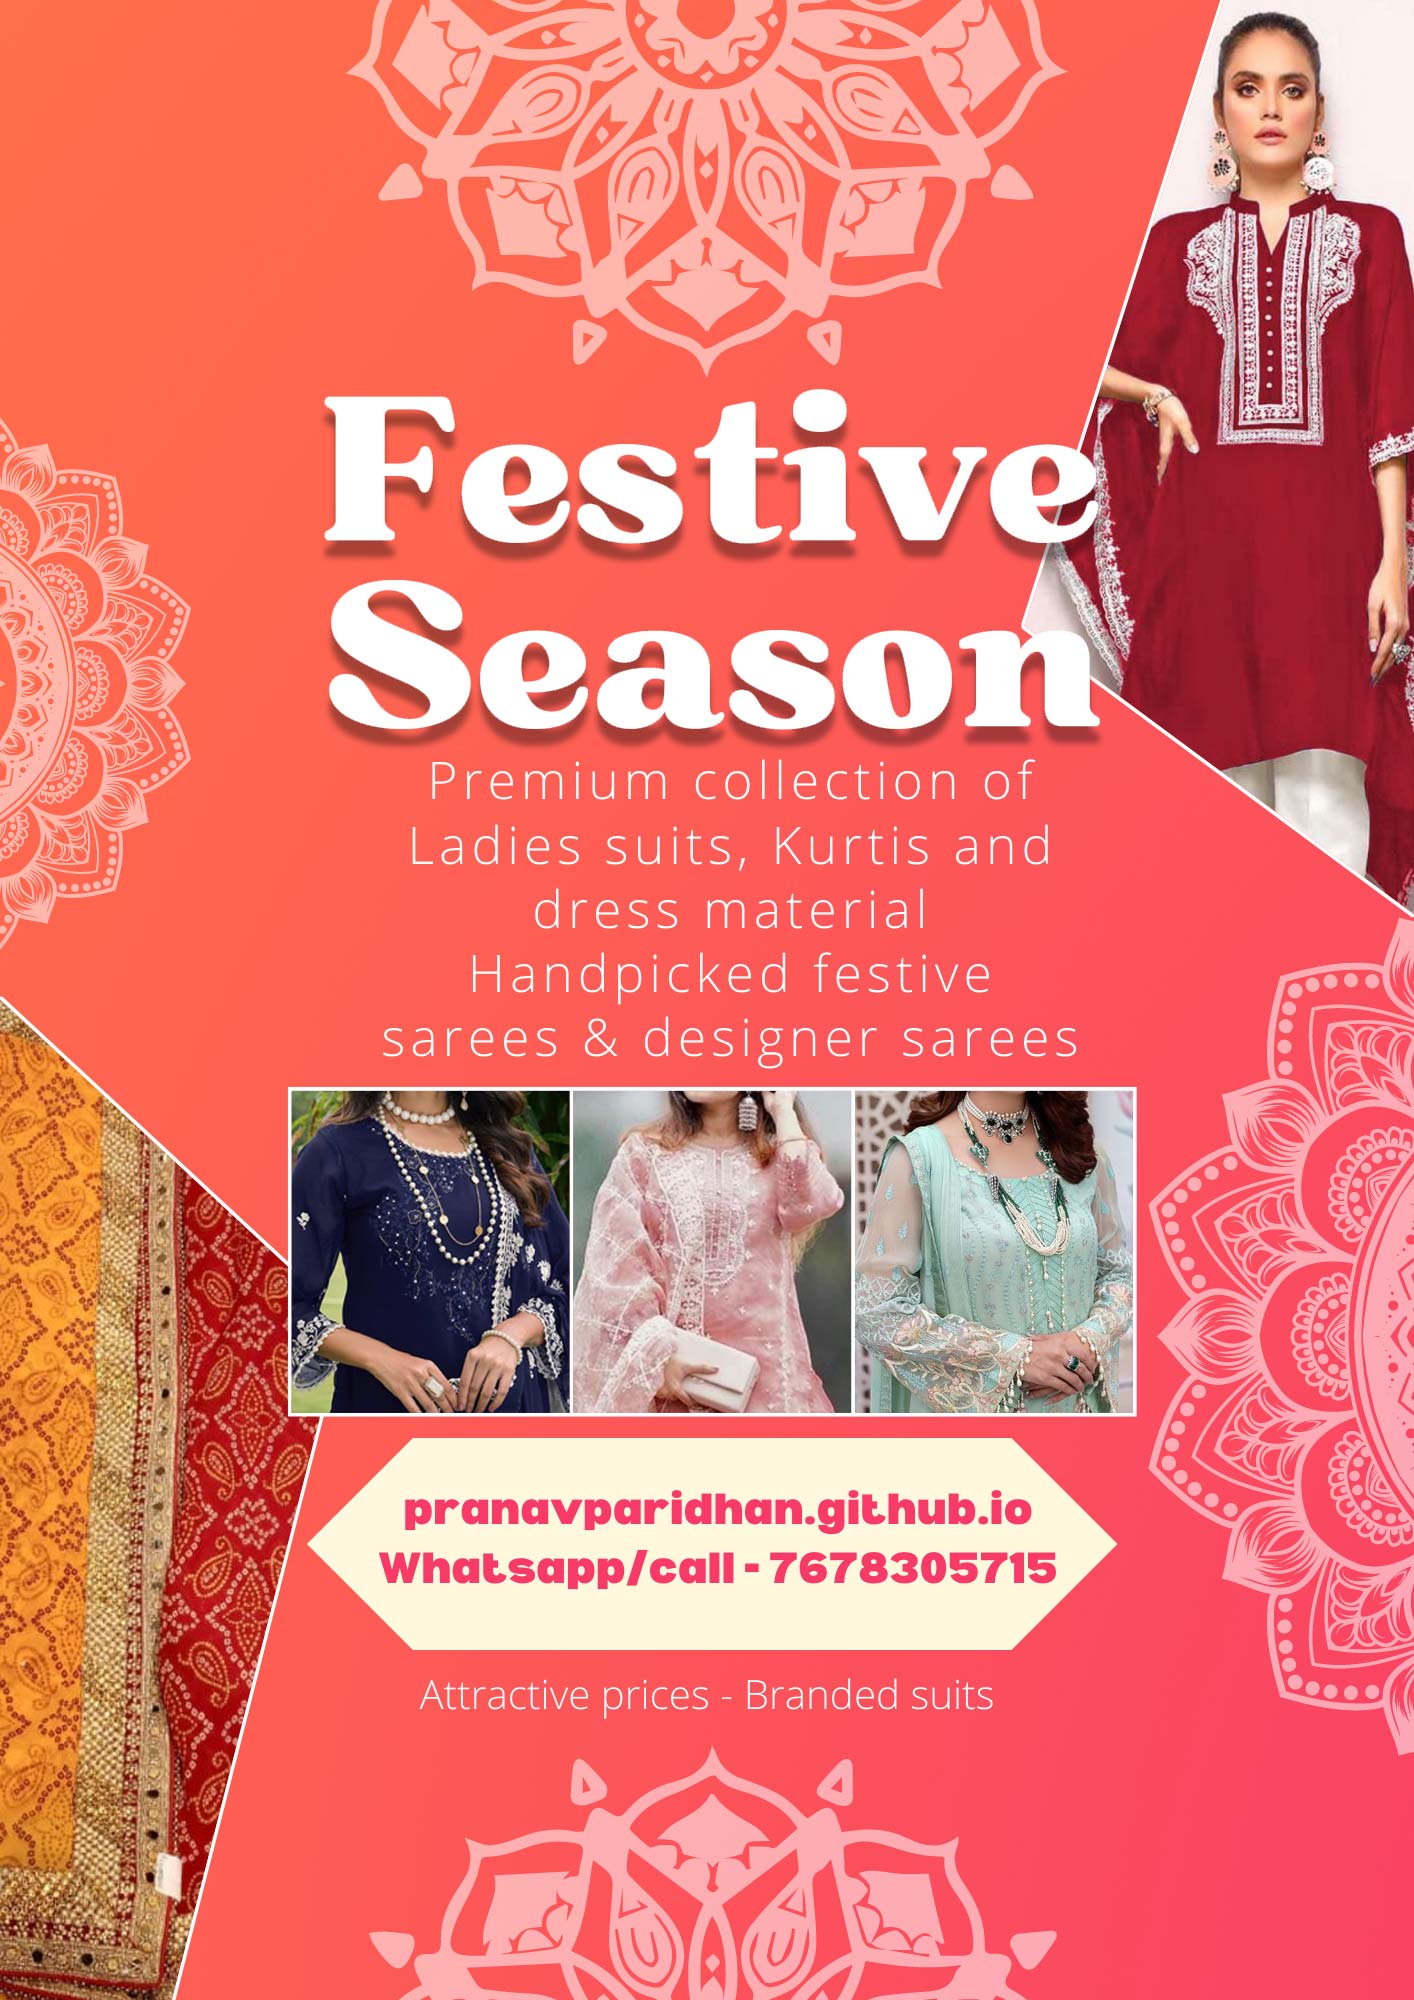 Festive
Season
Premium collection of
Ladies suits, Kurtis and
dress material
Handpicked festive
sarees & designer sarees
pranavparidhan.github.io
Whatsapp/call - 7678305715
Attractive prices - Branded suits